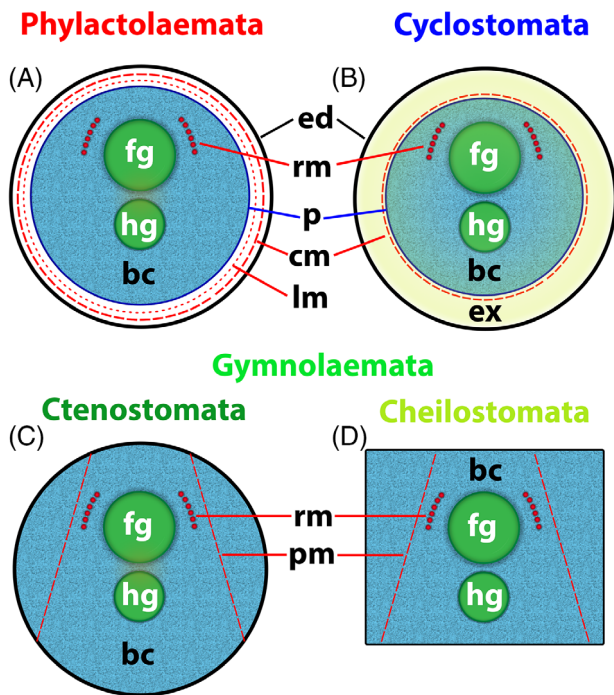 Phylactolaemata
Cyclostomata
(A)
(B)
ed
fg
rm
fg
p
hg
hg
cm
bc
bc
lm
ex
Gymnolaemata
Ctenostomata
Cheilostomata
(C)
(D)
bc
fg
rm
fg
pm
hg
hg
bc